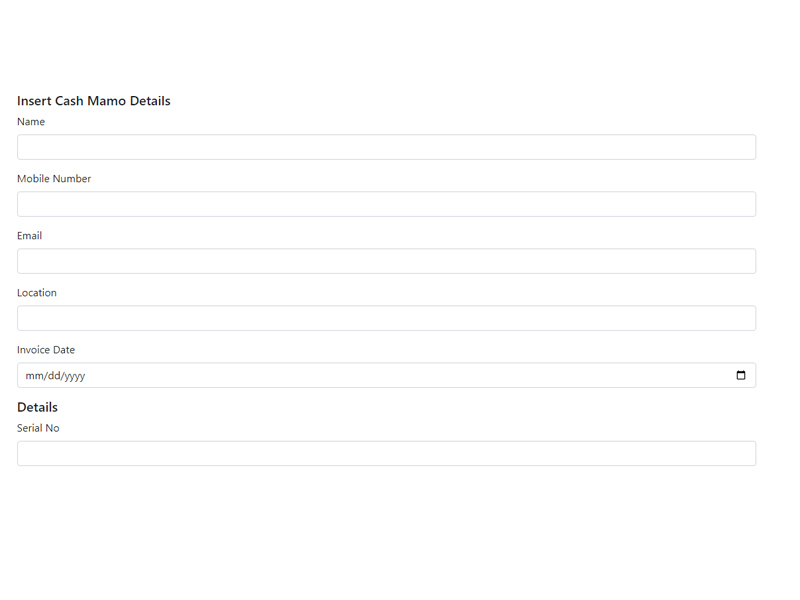 Insert Cash Mamo Details
Name
Mobile Number
Email
Location
Invoice Date
mm/dd/yyyy
Details
Serial No